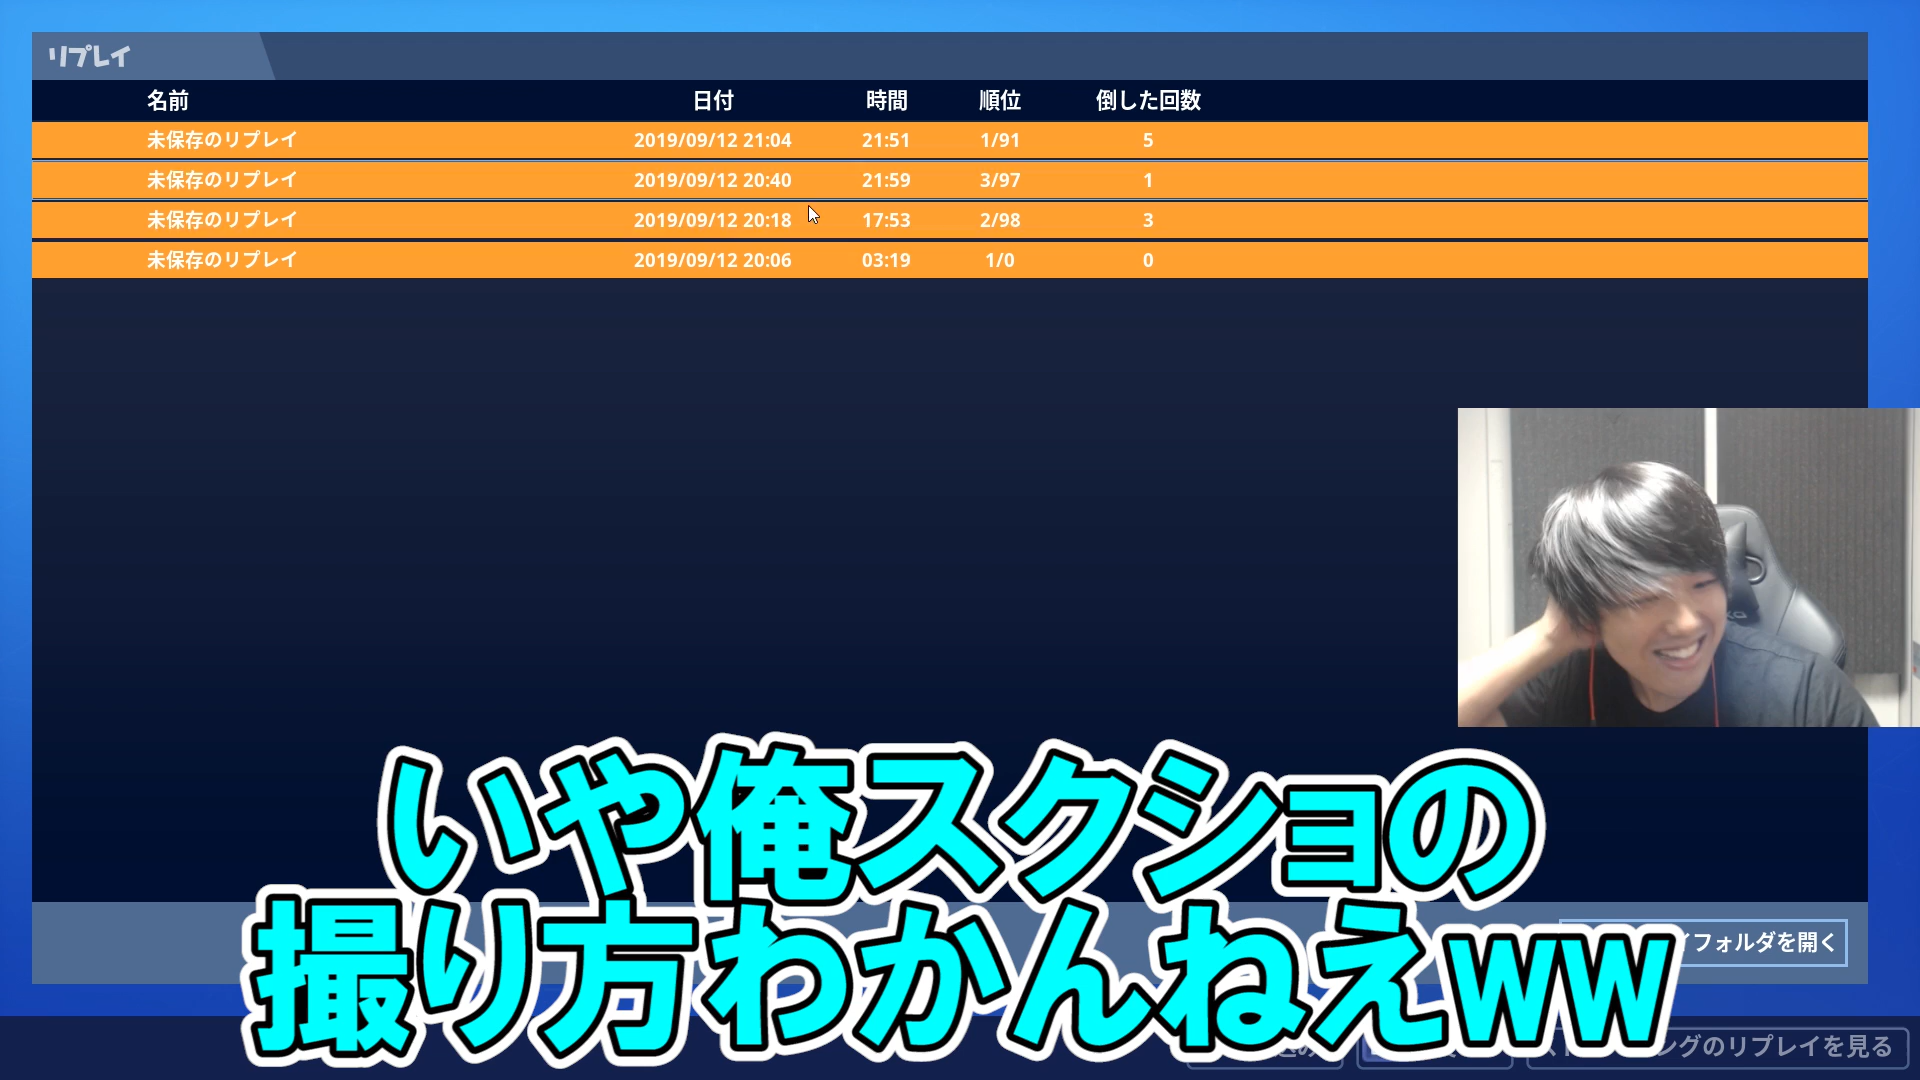 リプレイ
名前 日付 時間 順位 倒した回数
未保存のリプレイ 2019/09/12 21:04 21:51 1/91 5
未保存のリプレイ 2019/09/12 20:40 21:59 3/97 1
未保存のリプレイ 2019/09/12 20:18 17:53 2/98 3
未保存のリプレイ 2019/09/12 20:06 03:19 1/0 0
いや俺スクショの
撮り方わかんねえww
イフォルダを開く
ングのリプレイを見る